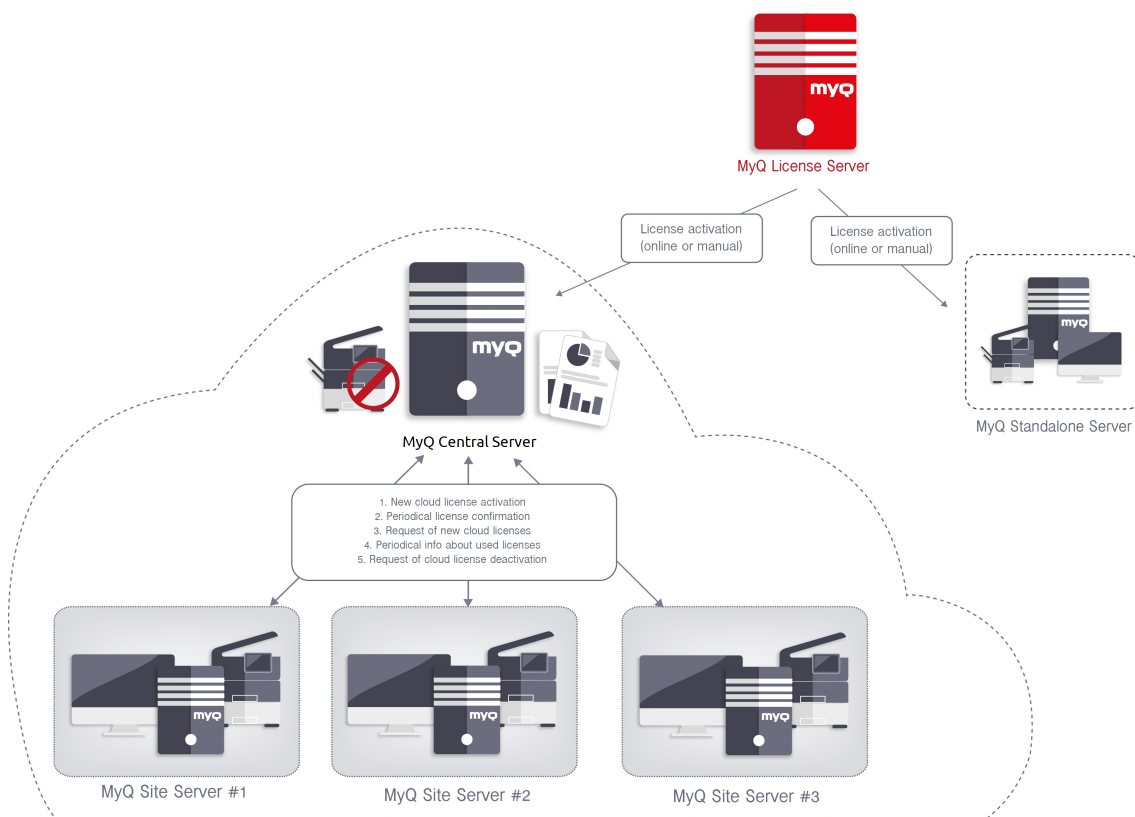 myQ
MyQ License Server
License activation
(online or manual)
License activation
(online or manual)
myQ
myQ
MyQ Standalone Server
MyQ Central Server
1. New cloud license activation
2. Periodical license confirmation
3. Request of new cloud licenses
4. Periodical info about used licenses
5. Request of cloud license deactivation
myQ
myQ
myQ
MyQ Site Server #1
MyQ Site Server #2
MyQ Site Server #3